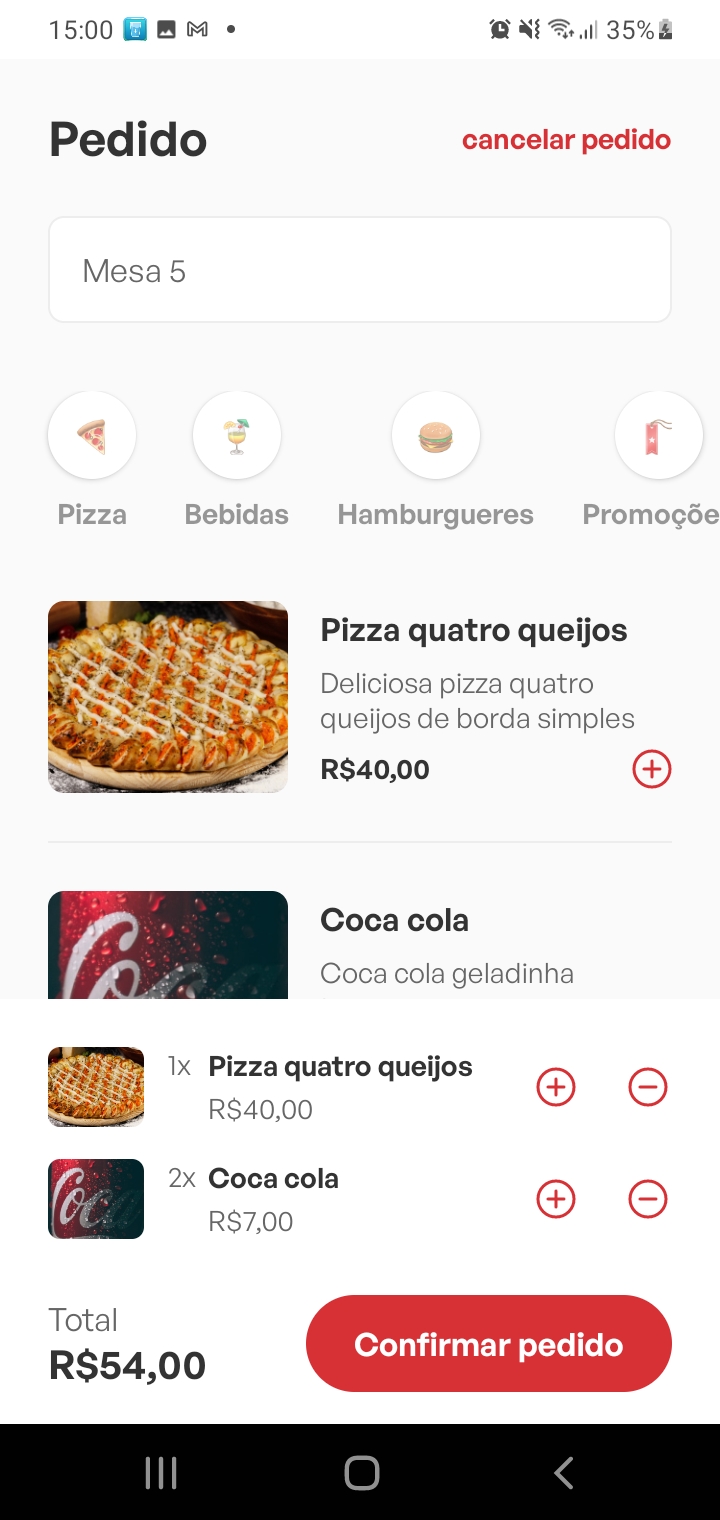 15:00
35%
Pedido
cancelar pedido
Mesa 5
Pizza
Bebidas
Hamburgueres
Promoçõe
Pizza quatro queijos
Deliciosa pizza quatro
queijos de borda simples
R$40,00
Coca cola
Coca cola geladinha
1x Pizza quatro queijos
R$40,00
2x Coca cola
R$7,00
Total
R$54,00
Confirmar pedido